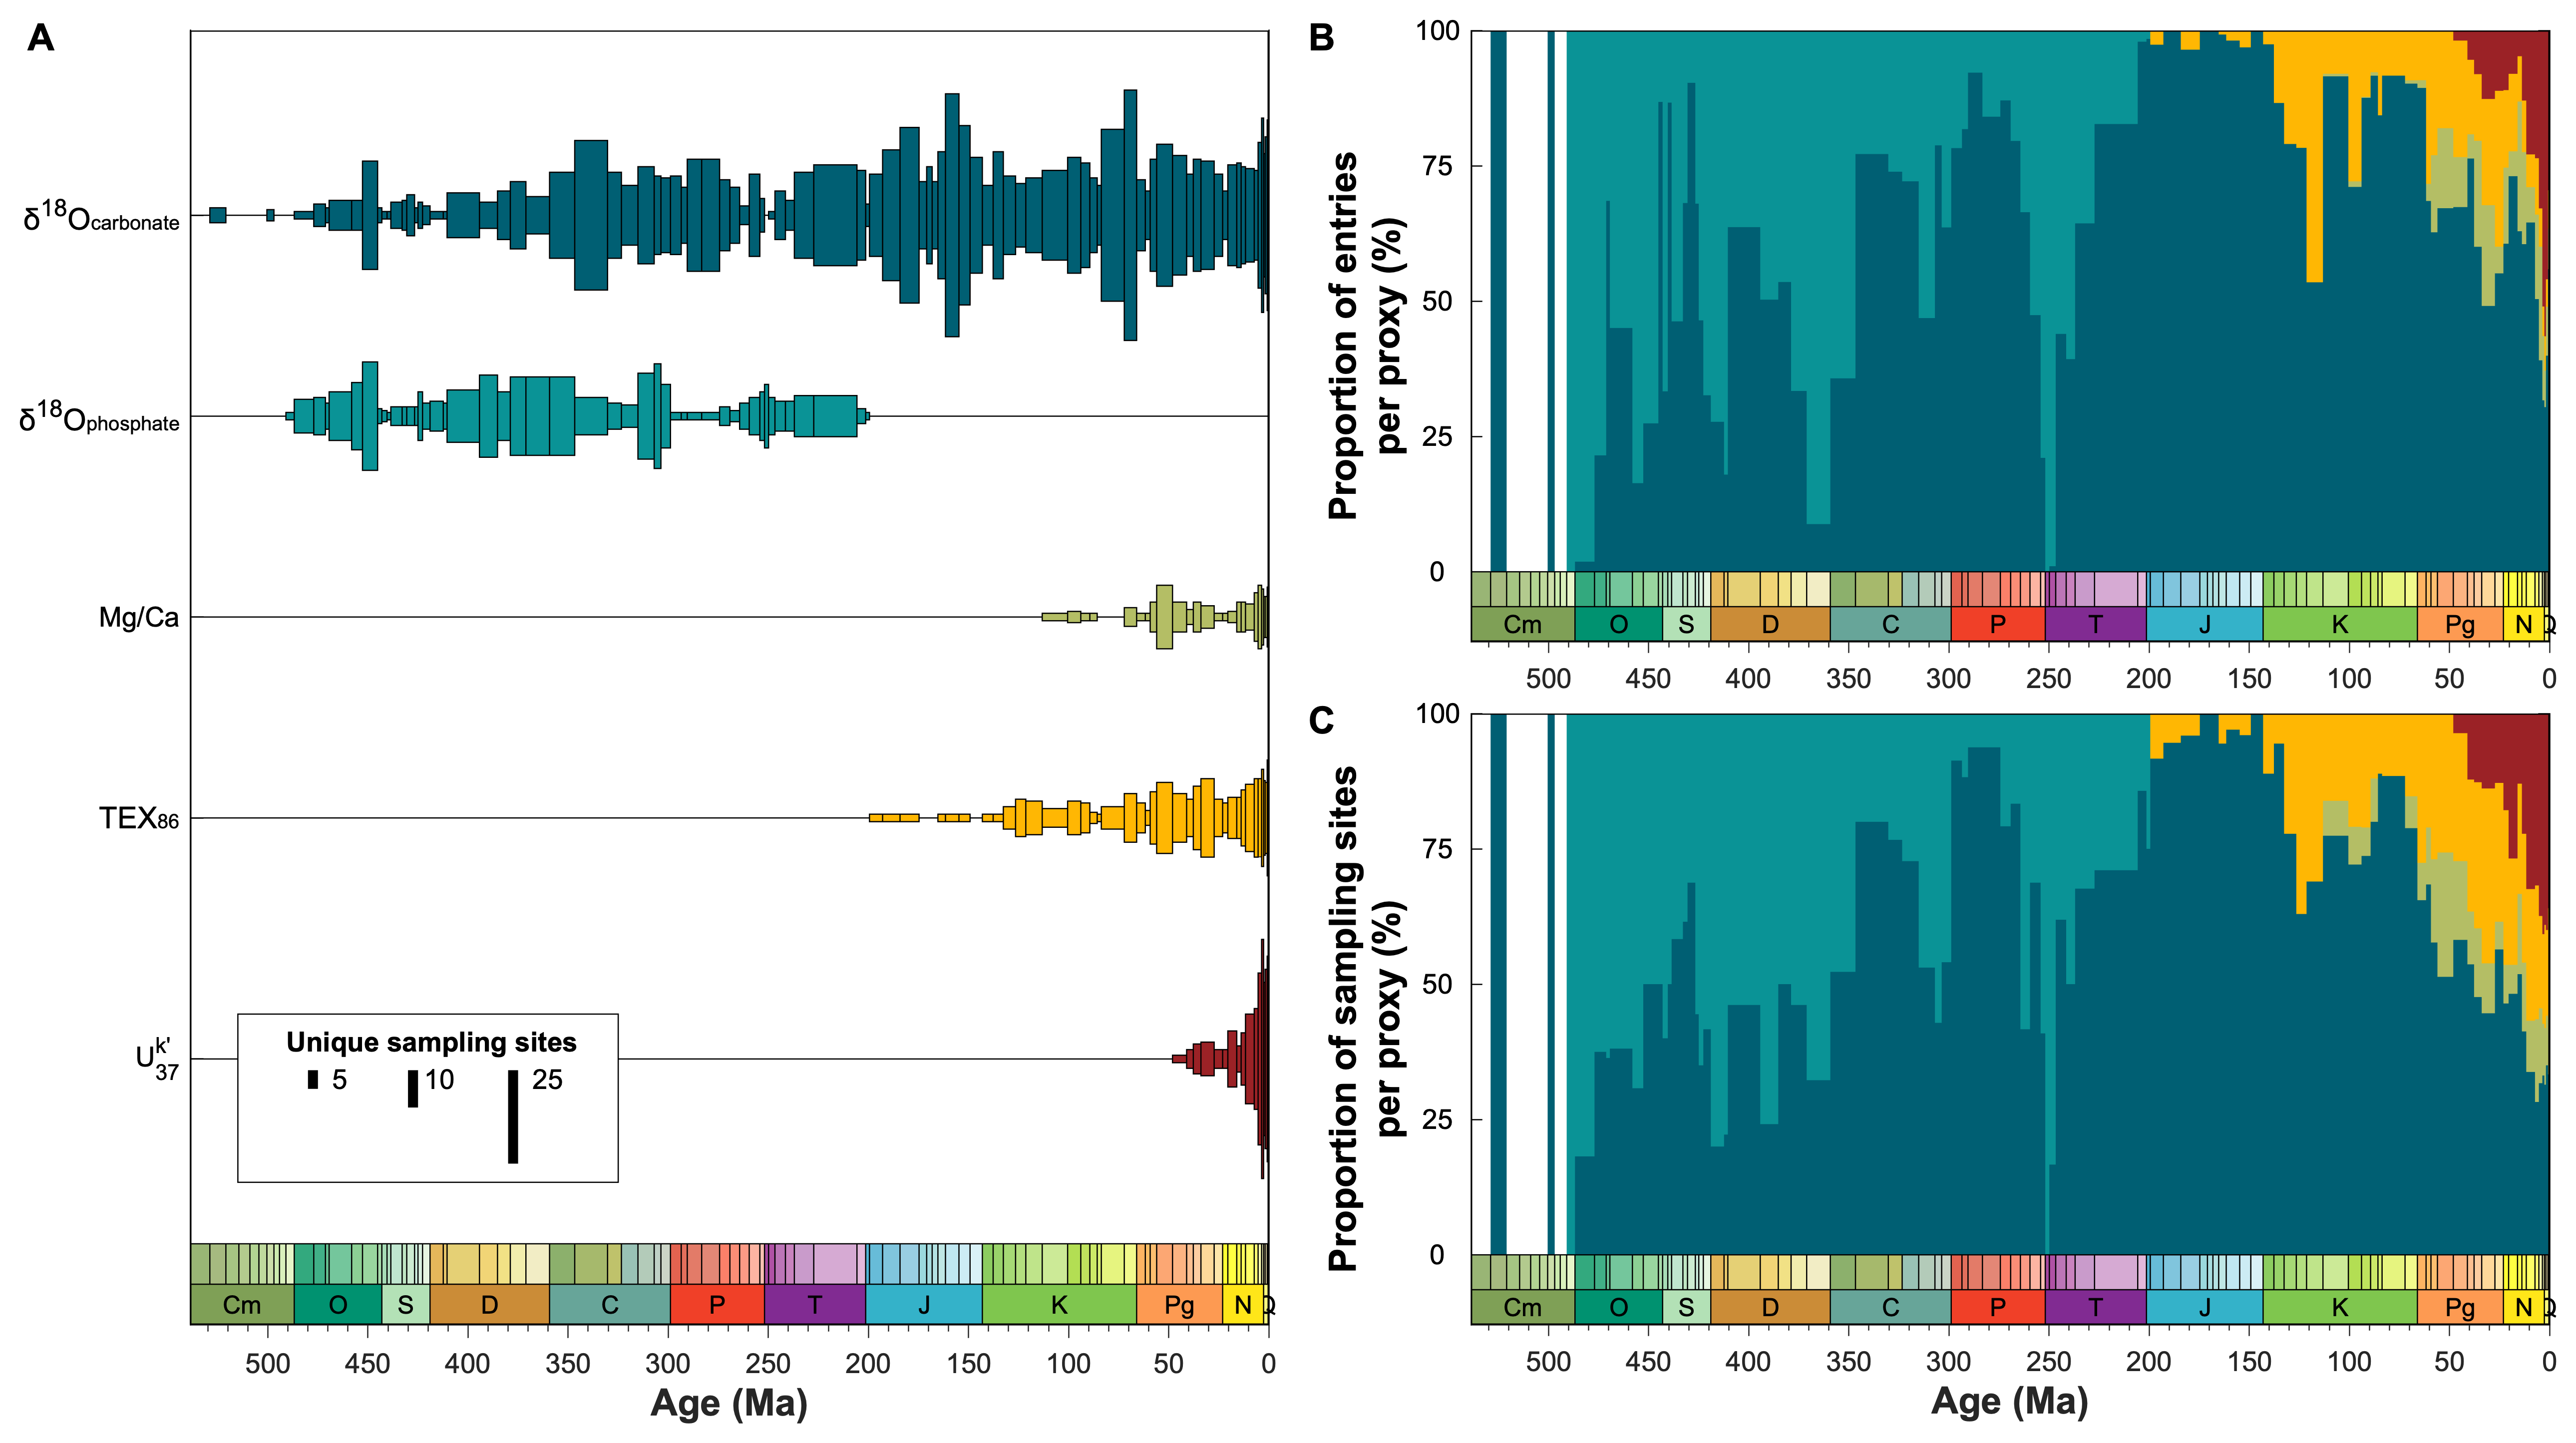 A
δ18Ocarbonate
δ18Ophosphate
Mg/Ca
TEX86
Uk'37
Unique sampling sites
5 10 25
Cm O S D C P T J K Pg N Q
500 450 400 350 300 250 200 150 100 50 0
Age (Ma)
B
Proportion of entries
per proxy (%)
100
75
50
25
0
Cm O S D C P T J K Pg N Q
500 450 400 350 300 250 200 150 100 50 0
C
Proportion of sampling sites
per proxy (%)
100
75
50
25
0
Cm O S D C P T J K Pg N Q
500 450 400 350 300 250 200 150 100 50 0
Age (Ma)